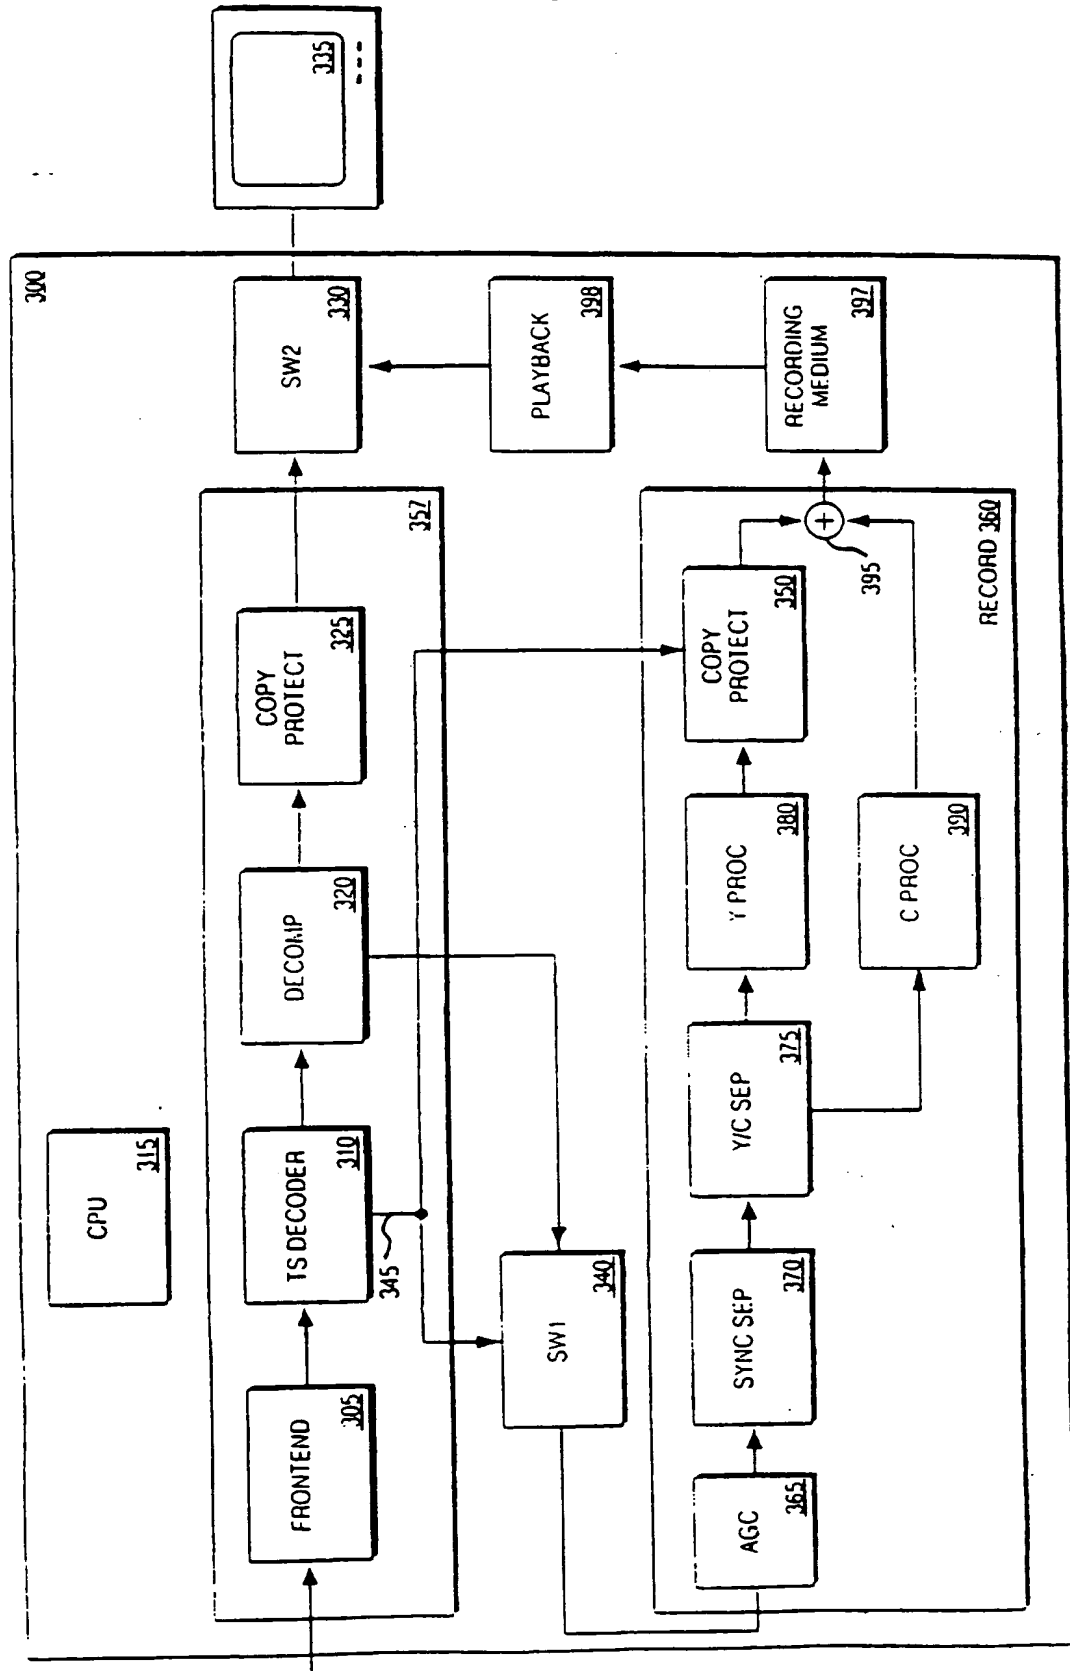 300
335
CPU
315
357
FRONTEND
305
TS DECODER
310
DECOMP
320
COPY
PROTECT
325
SW2
330
345
SW1
340
PLAYBACK
398
RECORD 360
AGC
365
SYNC SEP
370
Y/C SEP
375
Y PROC
380
COPY
PROTECT
350
C PROC
390
+
395
RECORDING
MEDIUM
397